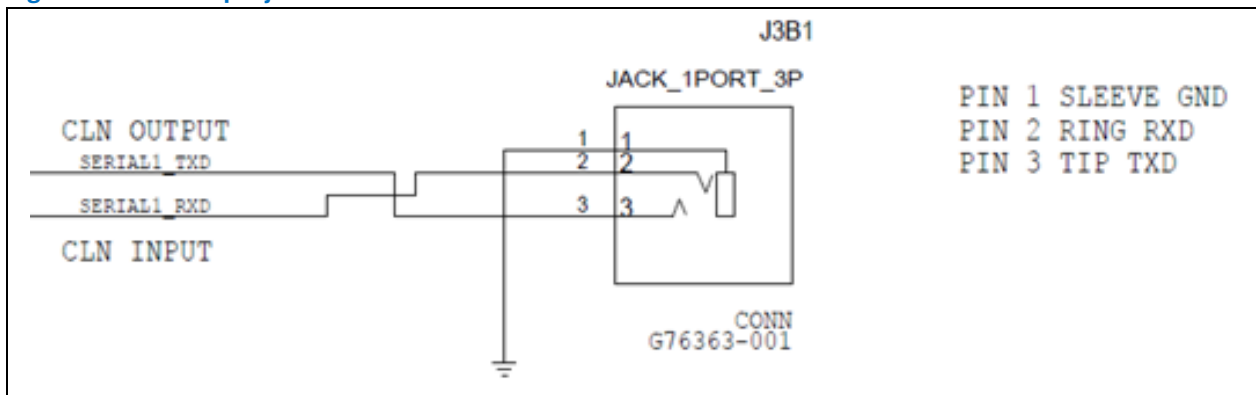 J3B1
JACK_1PORT_3P
PIN 1 SLEEVE GND
PIN 2 RING RXD
PIN 3 TIP TXD
CLN OUTPUT
SERIAL1_TXD
SERIAL1_RXD
CLN INPUT
1 1
2 2
3 3
CONN
G76363-001